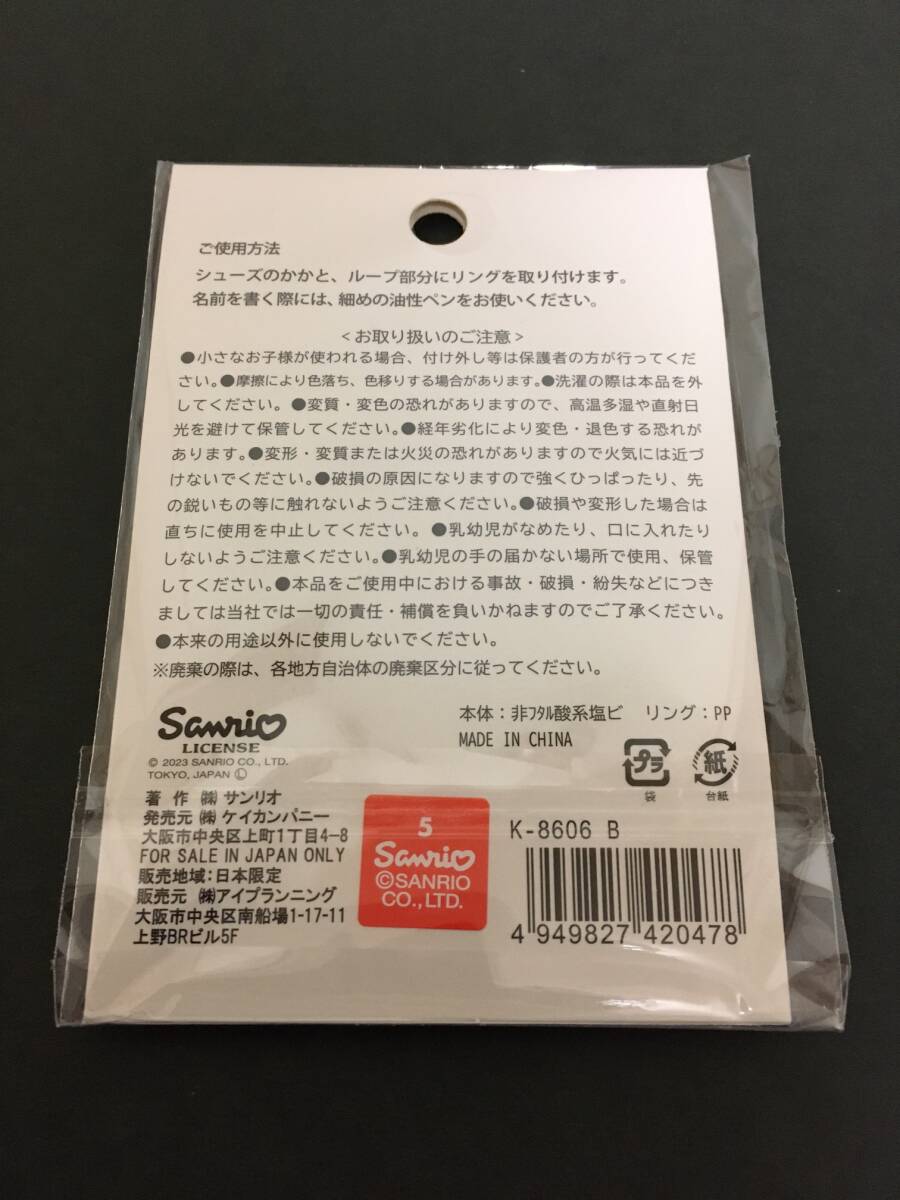 ご使用方法
シューズのかかと、ループ部分にリングを取り付けます。
名前を書く際には、細めの油性ペンをお使いください。
<お取り扱いのご注意>
●小さなお子様が使われる場合、付け外し等は保護者の方が行ってくだ
さい。●摩擦により色落ち、色移りする場合があります。●洗濯の際は本品を外
してください。●変質・変色の恐れがありますので、高温多湿や直射日
光を避けて保管してください。●経年劣化により変色・退色する恐れが
あります。●変形・変質または火災の恐れがありますので火気には近づ
けないでください。●破損の原因になりますので強くひっぱったり、先
の鋭いもの等に触れないようご注意ください。●破損や変形した場合は
直ちに使用を中止してください。●乳幼児がなめたり、口に入れたり
しないようご注意ください。●乳幼児の手の届かない場所で使用、保管
してください。●本品をご使用中における事故・破損・紛失などにつき
ましては当社では一切の責任・補償を負いかねますのでご了承ください。
●本来の用途以外に使用しないでください。
※廃棄の際は、各地方自治体の廃棄区分に従ってください。
本体：非ﾌﾀﾙ酸系塩ビ リング：PP
MADE IN CHINA
プラ
袋
紙
台紙
Sanrio
LICENSE
© 2023 SANRIO CO., LTD.
TOKYO, JAPAN Ⓛ
著 作 ㈱ サンリオ
発売元 ㈱ ケイカンパニー
大阪市中央区上町1丁目4-8
FOR SALE IN JAPAN ONLY
販売地域：日本限定
販売元 ㈱アイプランニング
大阪市中央区南船場1-17-11
上野BRビル5F
5
Sanrio
©SANRIO
CO., LTD.
K-8606 B
4 949827 420478